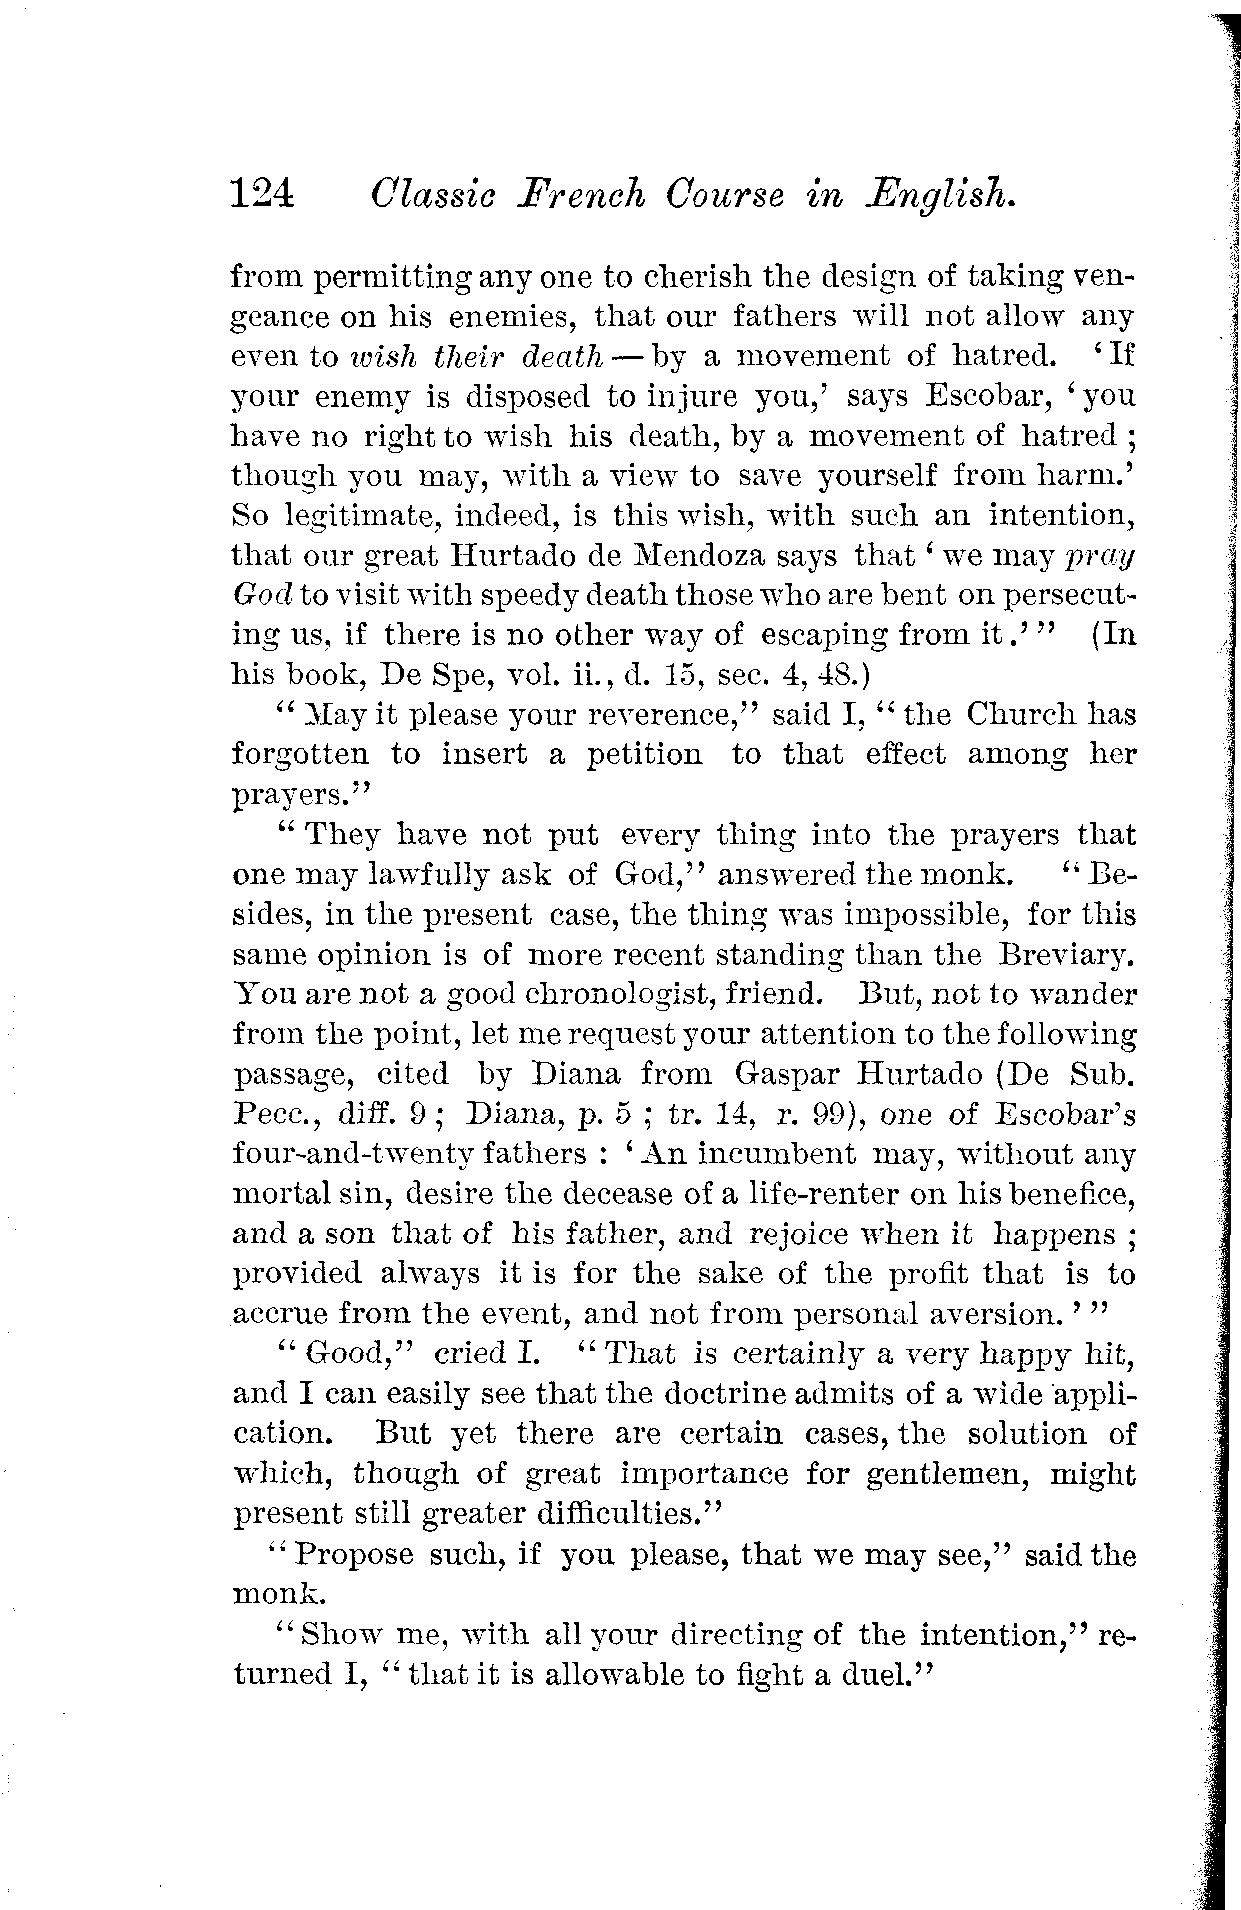 124 Classic French Course in English.
from permitting any one to cherish the design of taking ven-
geance on his enemies, that our fathers will not allow any
even to wish their death — by a movement of hatred. ‘If
your enemy is disposed to injure you,’ says Escobar, ‘you
have no right to wish his death, by a movement of hatred ;
though you may, with a view to save yourself from harm.’
So legitimate, indeed, is this wish, with such an intention,
that our great Hurtado de Mendoza says that ‘we may pray
God to visit with speedy death those who are bent on persecut-
ing us, if there is no other way of escaping from it.’” (In
his book, De Spe, vol. ii., d. 15, sec. 4, 48.)
“May it please your reverence,” said I, “the Church has
forgotten to insert a petition to that effect among her
prayers.”
“They have not put every thing into the prayers that
one may lawfully ask of God,” answered the monk. “Be-
sides, in the present case, the thing was impossible, for this
same opinion is of more recent standing than the Breviary.
You are not a good chronologist, friend. But, not to wander
from the point, let me request your attention to the following
passage, cited by Diana from Gaspar Hurtado (De Sub.
Pecc., diff. 9 ; Diana, p. 5 ; tr. 14, r. 99), one of Escobar’s
four-and-twenty fathers : ‘An incumbent may, without any
mortal sin, desire the decease of a life-renter on his benefice,
and a son that of his father, and rejoice when it happens ;
provided always it is for the sake of the profit that is to
accrue from the event, and not from personal aversion.’”
“Good,” cried I. “That is certainly a very happy hit,
and I can easily see that the doctrine admits of a wide appli-
cation. But yet there are certain cases, the solution of
which, though of great importance for gentlemen, might
present still greater difficulties.”
“Propose such, if you please, that we may see,” said the
monk.
“Show me, with all your directing of the intention,” re-
turned I, “that it is allowable to fight a duel.”